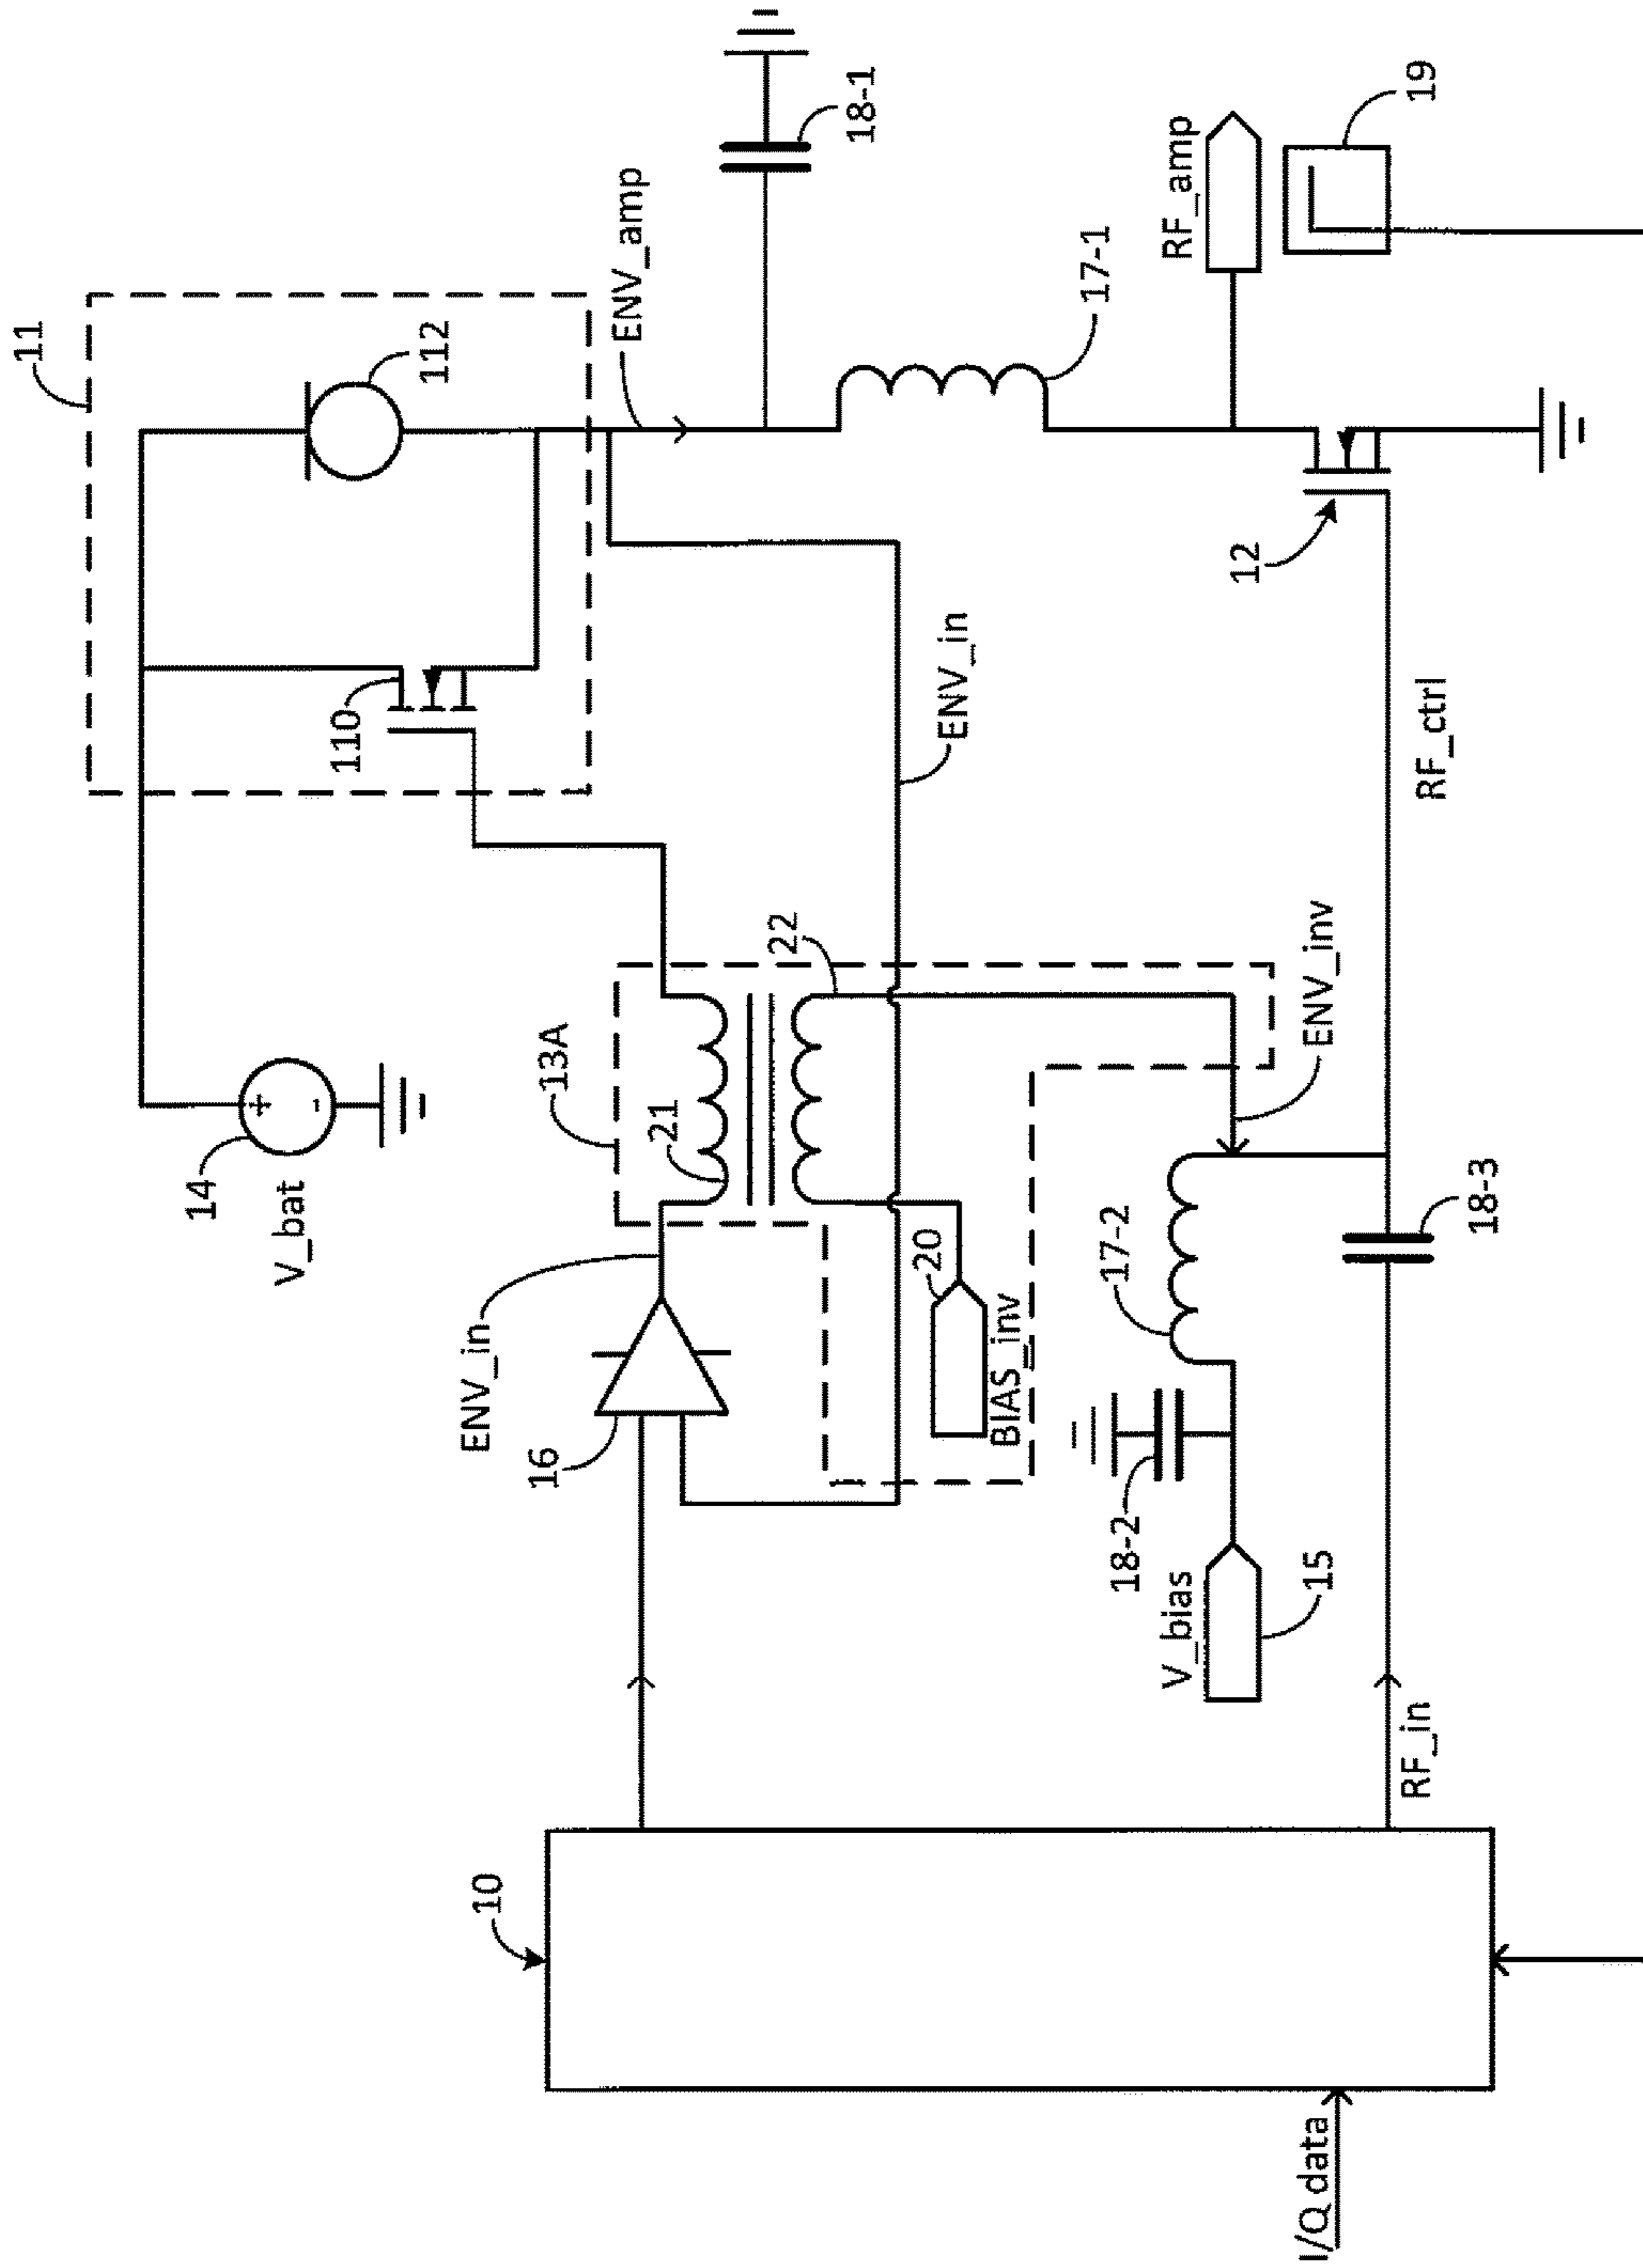 11
112
110
14
V_bat
ENV_amp
18-1
13A
21
22
ENV_in
16
20
BIAS_inv
ENV_in
17-1
RF_amp
19
12
ENV_inv
17-2
18-2
V_bias
15
18-3
RF_ctrl
RF_in
10
I/Q data
+
-